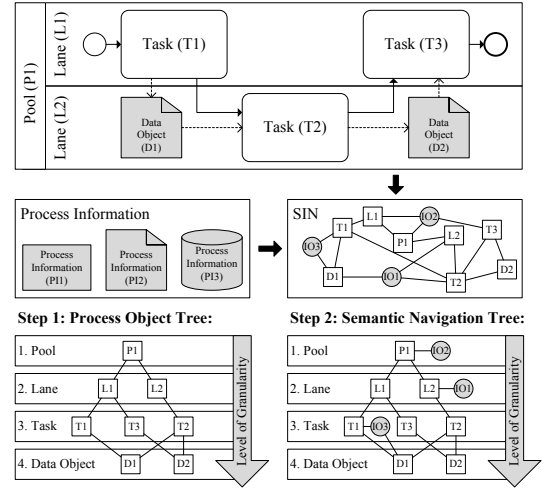 Pool (P1)
Lane (L1)
Task (T1)
Task (T3)
Lane (L2)
Data
Object
(D1)
Task (T2)
Data
Object
(D2)
Process Information
Process
Information
(PI1)
Process
Information
(PI2)
Process
Information
(PI3)
SIN
L1
IO2
T1
T3
P1
L2
IO3
D1
IO1
T2
D2
Step 1: Process Object Tree:
1. Pool
P1
2. Lane
L1
L2
3. Task
T1
T3
T2
4. Data Object
D1
D2
Level of Granularity
Step 2: Semantic Navigation Tree:
1. Pool
P1
IO2
2. Lane
L1
L2
IO1
3. Task
T1
IO3
T3
T2
4. Data Object
D1
D2
Level of Granularity